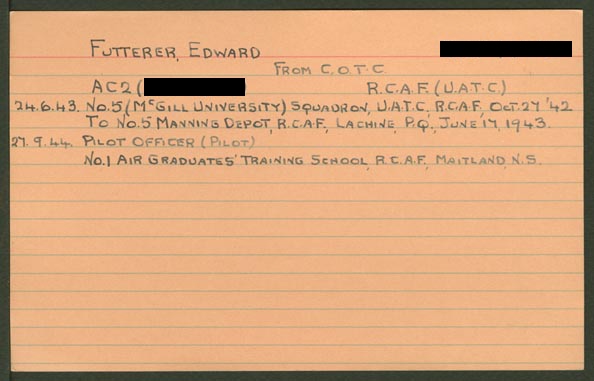 FUTTERER, EDWARD
FROM C.O.T.C.
AC2 ( R.C.A.F. (U.A.T.C.)
24.6.43. No.5 (McGILL UNIVERSITY) SQUADRON, U.A.T.C. R.C.A.F, OCT. 27 '42
TO No.5 MANNING DEPOT, R.C.A.F, LACHINE, P.Q., JUNE 17, 1943.
27.9.44. PILOT OFFICER (PILOT)
No.1 AIR GRADUATES' TRAINING SCHOOL, R.C.A.F, MAITLAND, N.S.